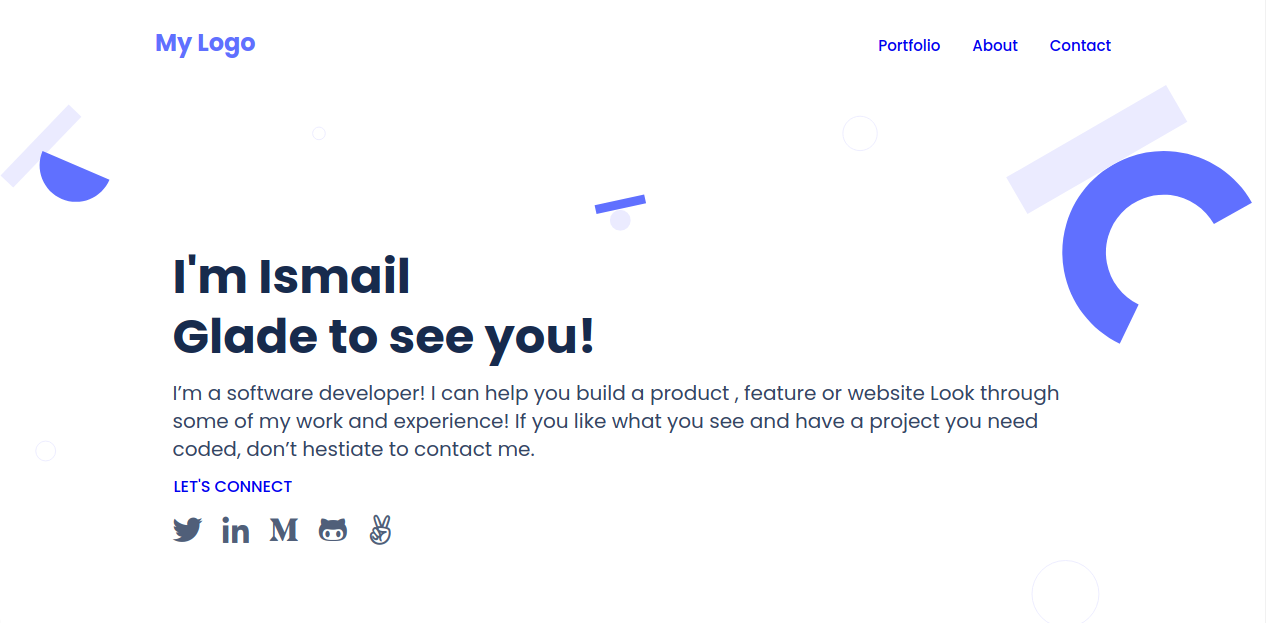 My Logo
Portfolio About Contact
I'm Ismail
Glade to see you!
I’m a software developer! I can help you build a product , feature or website Look through
some of my work and experience! If you like what you see and have a project you need
coded, don’t hestiate to contact me.
LET'S CONNECT